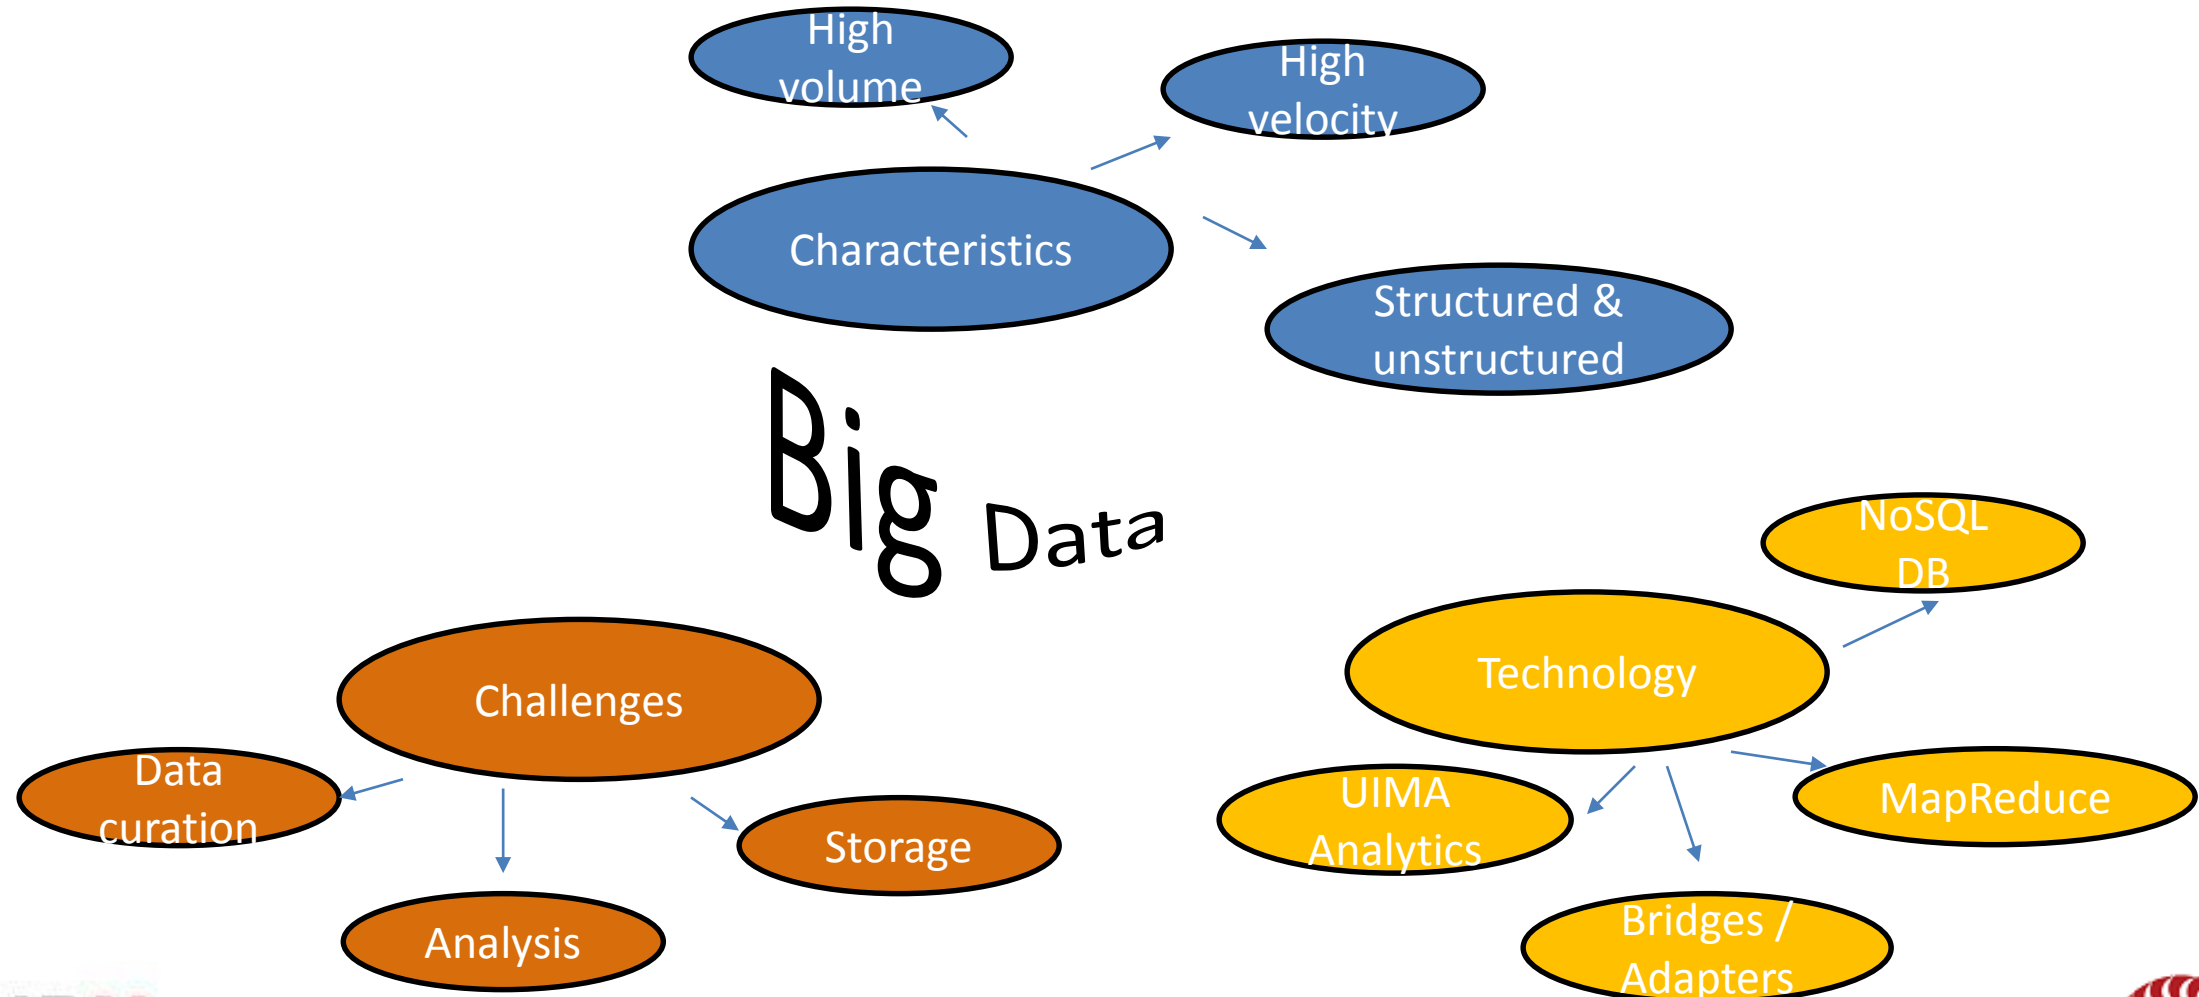 High
volume
High
velocity
Characteristics
Structured &
unstructured
Big Data
NoSQL
DB
Technology
Challenges
Data
curation
UIMA
Analytics
MapReduce
Storage
Analysis
Bridges /
Adapters